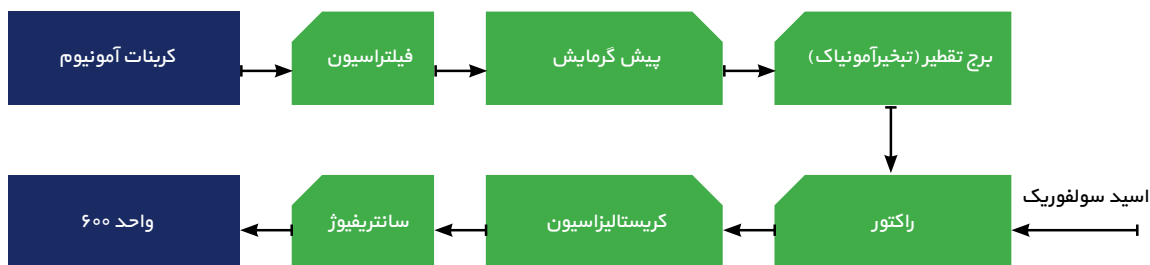 کربنات آمونیوم
فیلتراسیون
پیش گرمایش
برج تقطیر (تبخیرآمونیاک)
اسید سولفوریک
راکتور
کریستالیزاسیون
سانتریفیوژ
واحد ۶۰۰